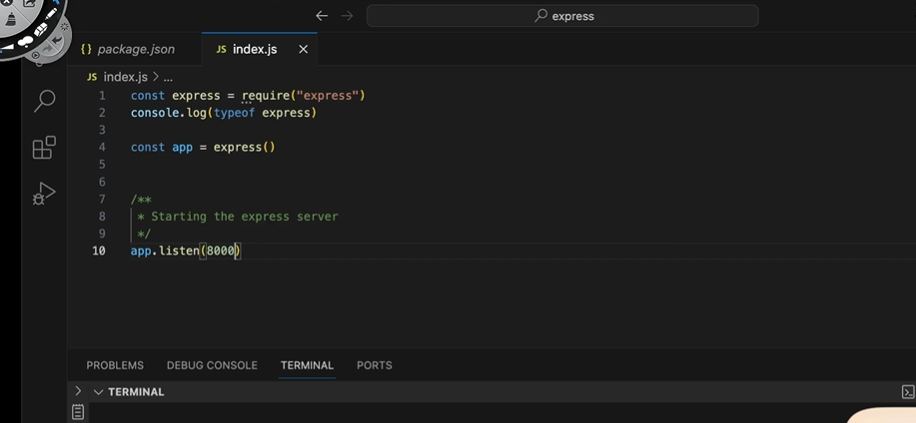 express
{} package.json
JS index.js
JS index.js > ...
1 const express = require("express")
2 console.log(typeof express)
3
4 const app = express()
5
6
7 /**
8 * Starting the express server
9 */
10 app.listen(8000)
PROBLEMS DEBUG CONSOLE TERMINAL PORTS
TERMINAL